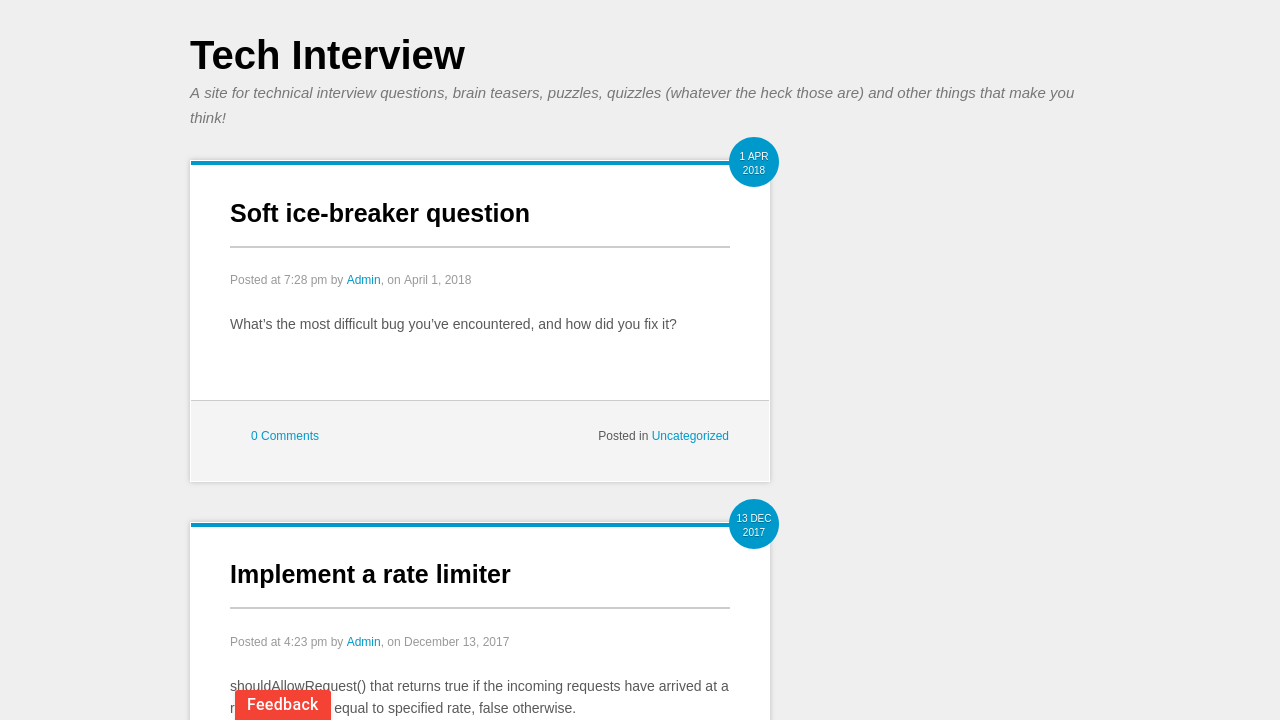 Tech Interview
A site for technical interview questions, brain teasers, puzzles, quizzles (whatever the heck those are) and other things that make you
think!
1 APR
2018
Soft ice-breaker question
Posted at 7:28 pm by Admin, on April 1, 2018
What’s the most difficult bug you’ve encountered, and how did you fix it?
0 Comments
Posted in Uncategorized
13 DEC
2017
Implement a rate limiter
Posted at 4:23 pm by Admin, on December 13, 2017
shouldAllowRequest() that returns true if the incoming requests have arrived at a
equal to specified rate, false otherwise.
Feedback